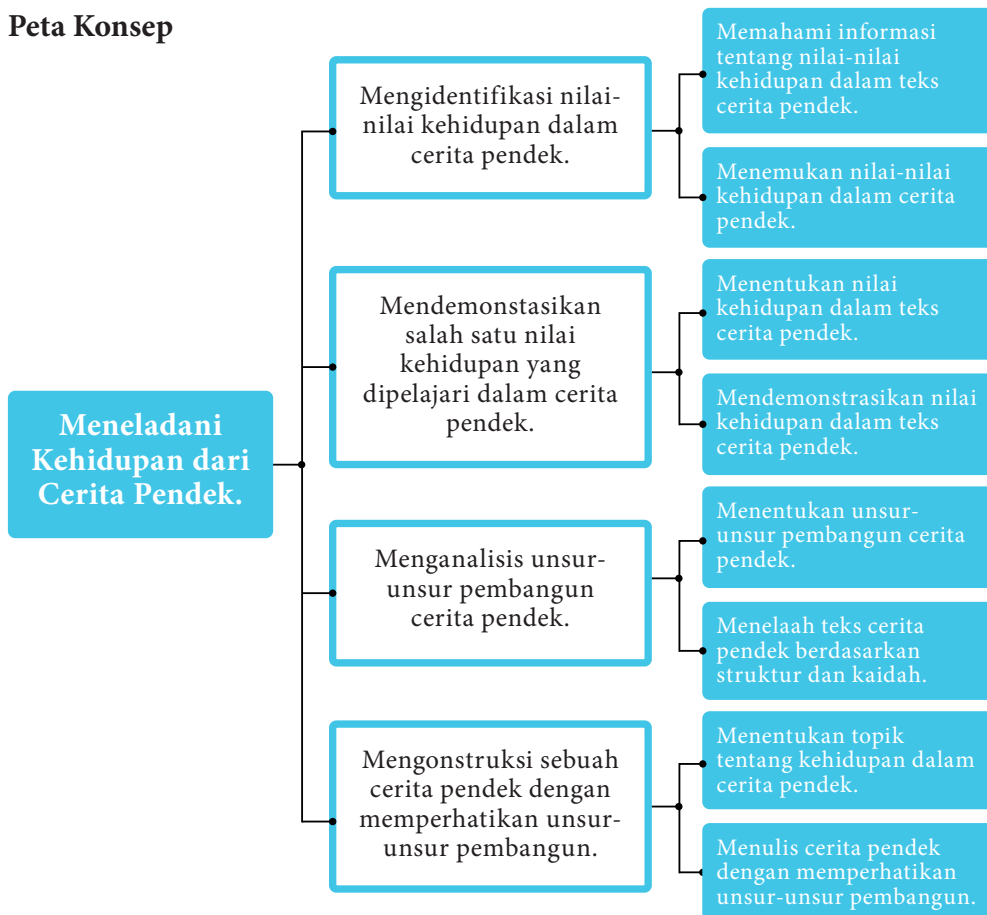 Peta Konsep
Meneladani
Kehidupan dari
Cerita Pendek.
Mengidentifikasi nilai-
nilai kehidupan dalam
cerita pendek.
Memahami informasi
tentang nilai-nilai
kehidupan dalam teks
cerita pendek.
Menemukan nilai-nilai
kehidupan dalam cerita
pendek.
Mendemonstasikan
salah satu nilai
kehidupan yang
dipelajari dalam cerita
pendek.
Menentukan nilai
kehidupan dalam teks
cerita pendek.
Mendemonstrasikan nilai
kehidupan dalam teks
cerita pendek.
Menganalisis unsur-
unsur pembangun
cerita pendek.
Menentukan unsur-
unsur pembangun cerita
pendek.
Menelaah teks cerita
pendek berdasarkan
struktur dan kaidah.
Mengonstruksi sebuah
cerita pendek dengan
memperhatikan unsur-
unsur pembangun.
Menentukan topik
tentang kehidupan dalam
cerita pendek.
Menulis cerita pendek
dengan memperhatikan
unsur-unsur pembangun.